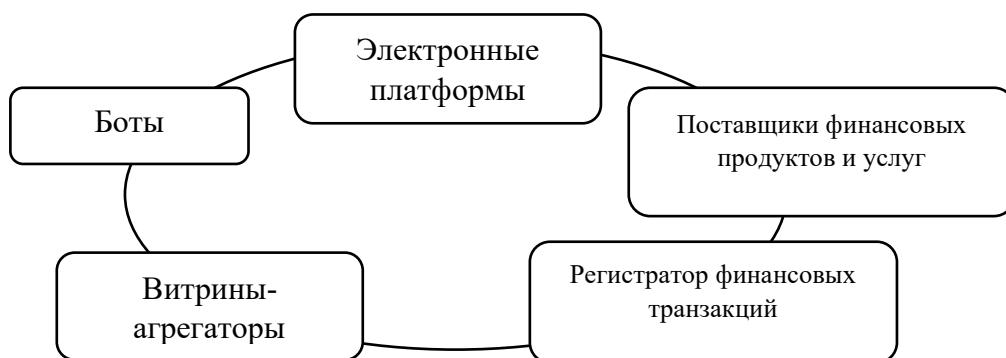 Электронные
платформы
Боты
Поставщики финансовых
продуктов и услуг
Витрины-
агрегаторы
Регистратор финансовых
транзакций